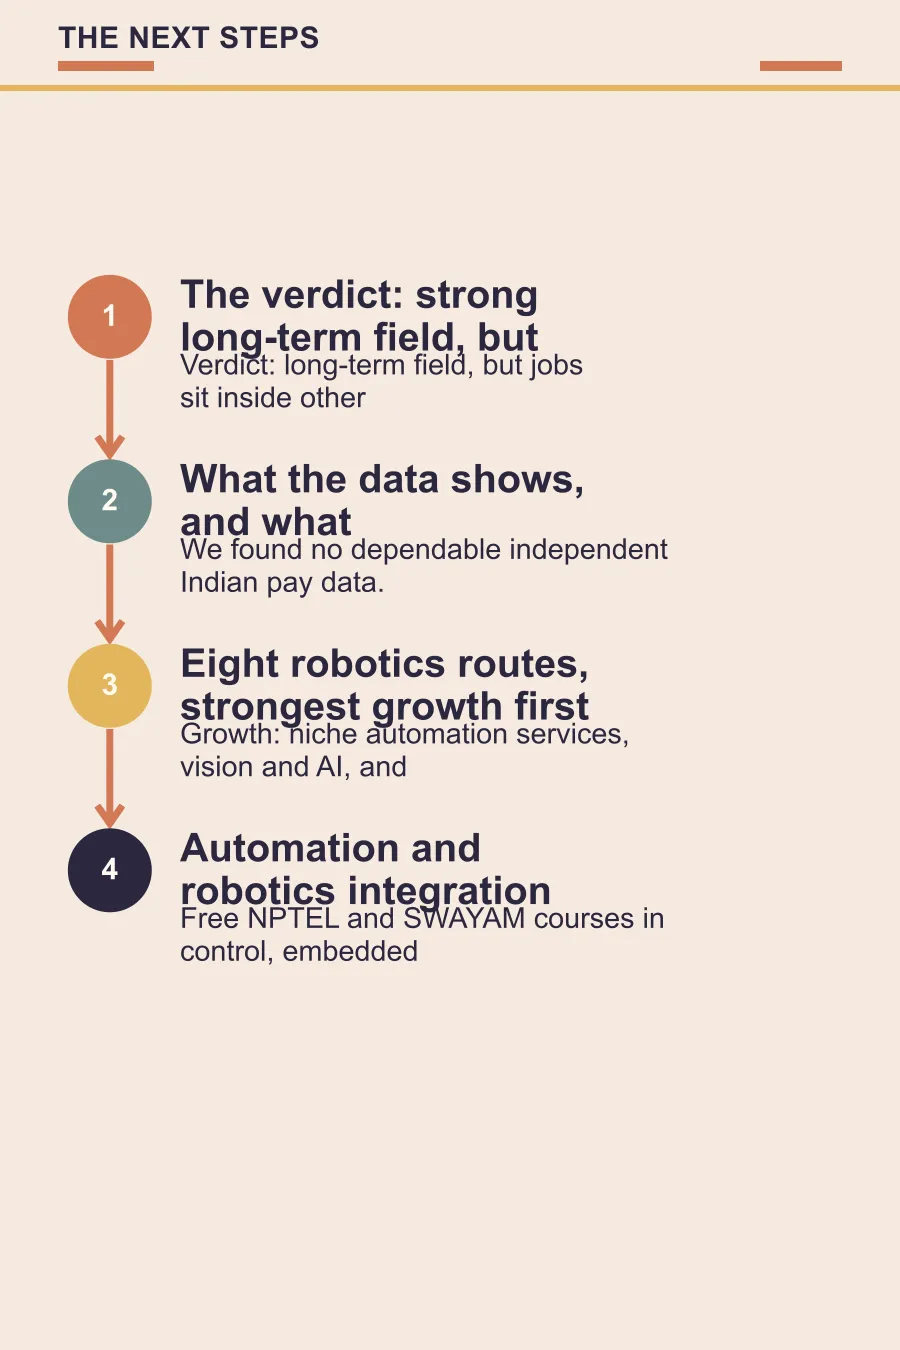 THE NEXT STEPS
1
The verdict: strong
long-term field, but
Verdict: long-term field, but jobs
sit inside other
2
What the data shows,
and what
We found no dependable independent
Indian pay data.
3
Eight robotics routes,
strongest growth first
Growth: niche automation services,
vision and AI, and
4
Automation and
robotics integration
Free NPTEL and SWAYAM courses in
control, embedded